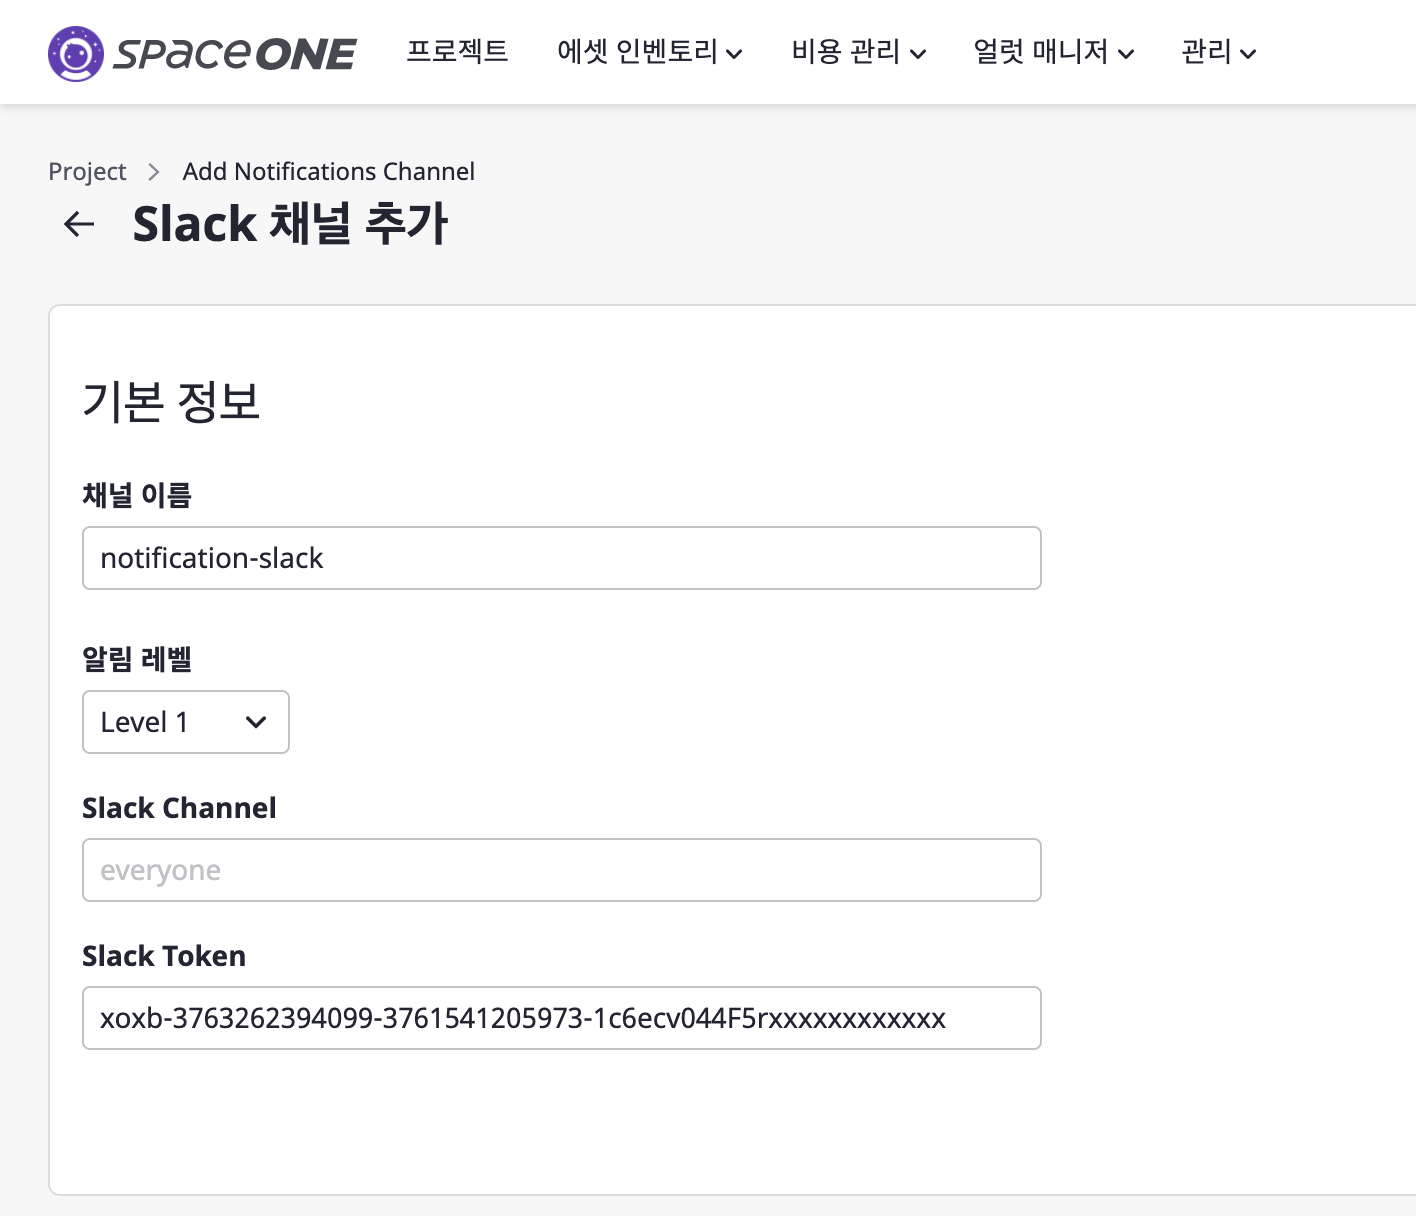 spaceONE 프로젝트 에셋 인벤토리 비용 관리 얼럿 매니저 관리
Project > Add Notifications Channel
← Slack 채널 추가
기본 정보
채널 이름
notification-slack
알림 레벨
Level 1
Slack Channel
everyone
Slack Token
xoxb-3763262394099-3761541205973-1c6ecv044F5rxxxxxxxxxxxx